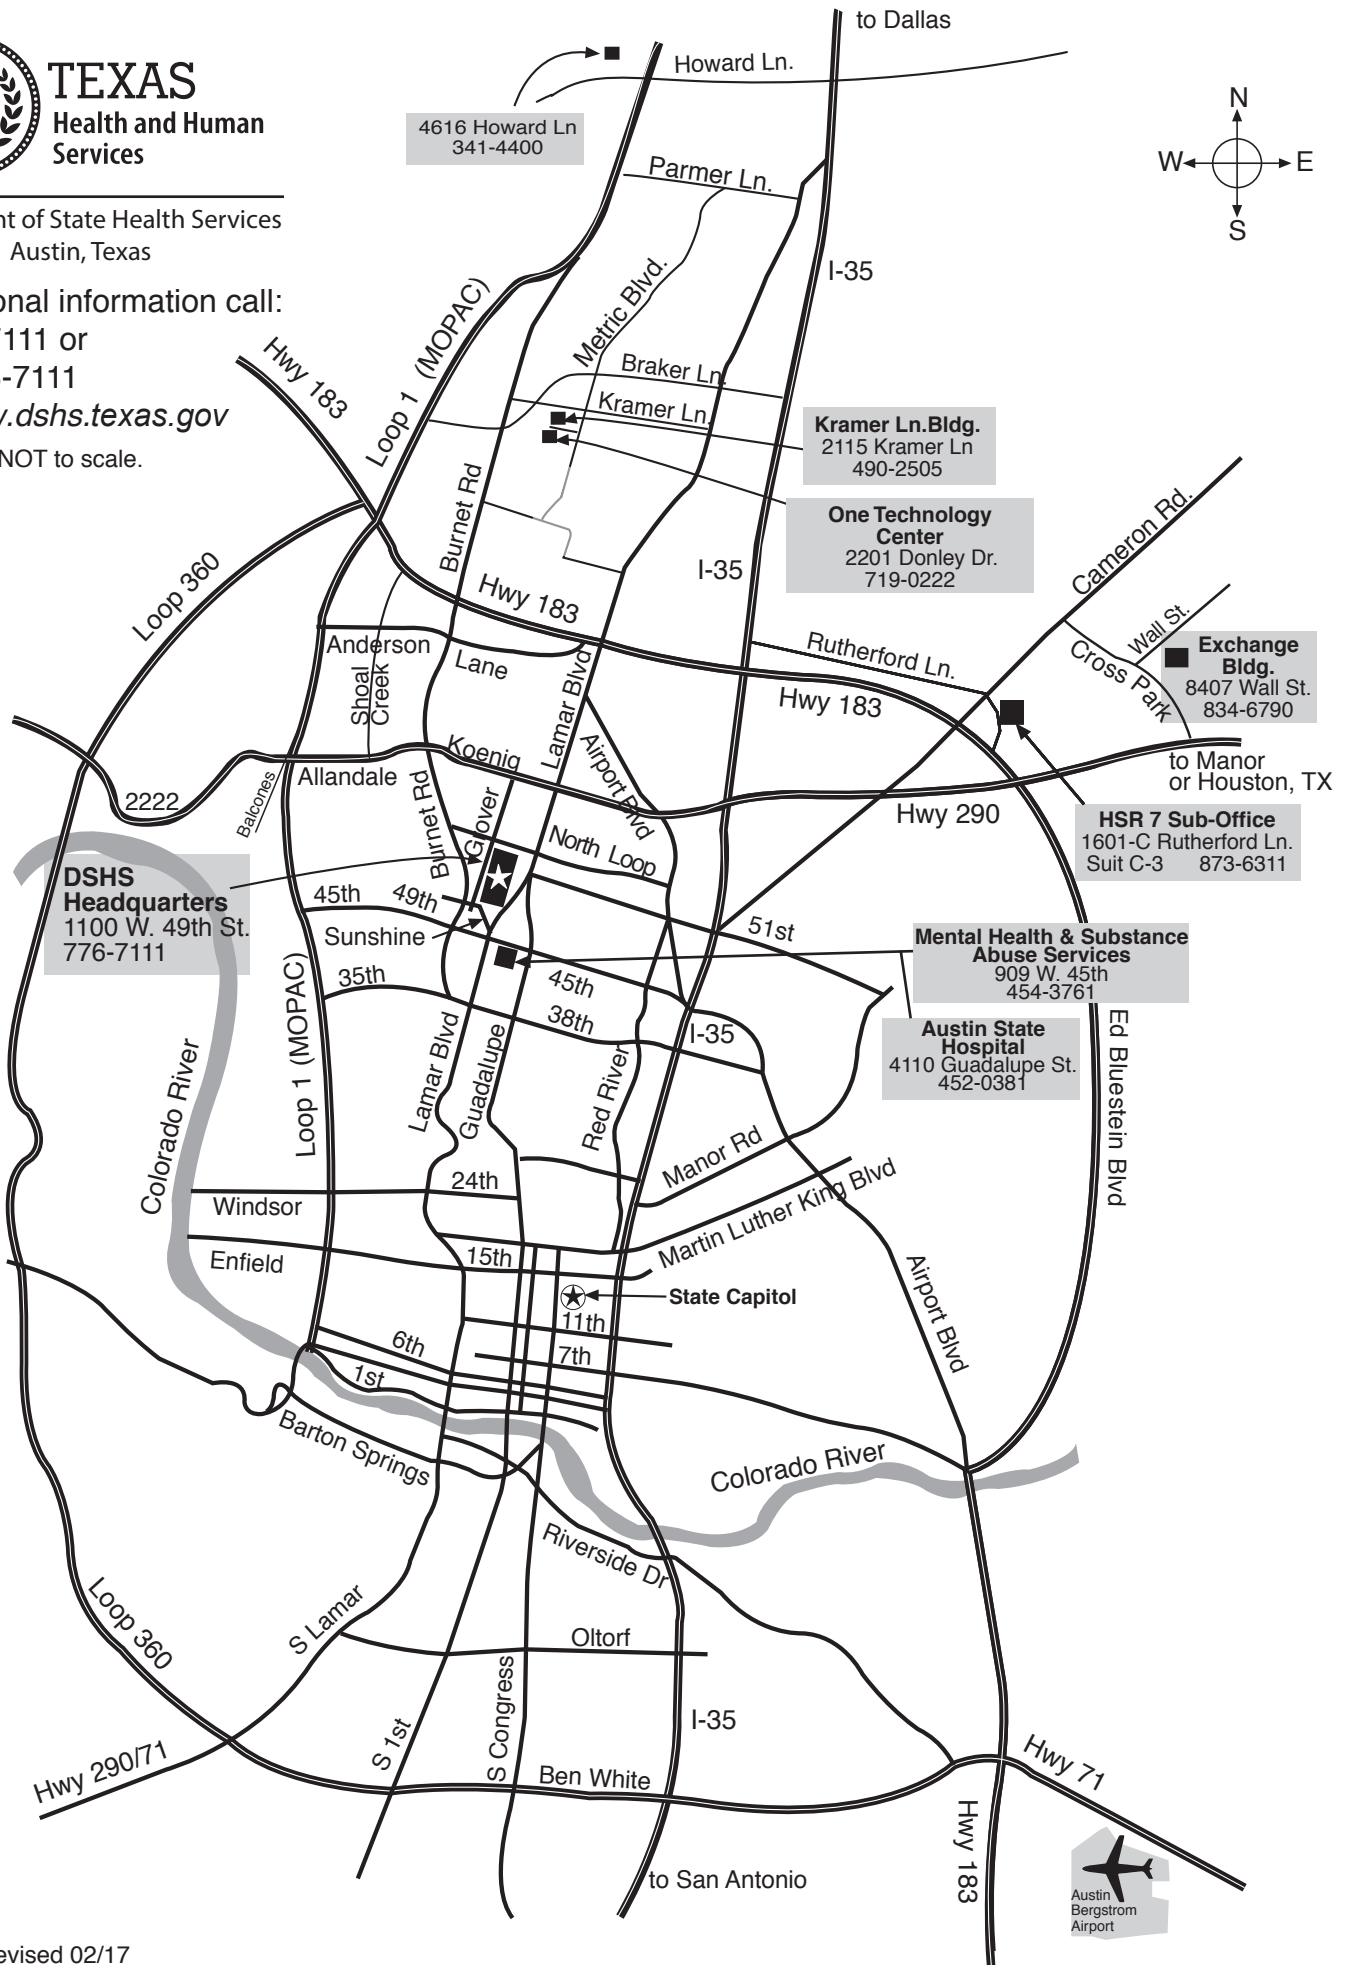 TEXAS
Health and Human
Services
nt of State Health Services
Austin, Texas
onal information call:
7111 or
-7111
.dshs.texas.gov
NOT to scale.
to Dallas
Howard Ln.
4616 Howard Ln
341-4400
N
W
E
S
Parmer Ln.
I-35
Metric Blvd.
Loop 1 (MOPAC)
Hwy 183
Braker Ln.
Kramer Ln.
Kramer Ln.Bldg.
2115 Kramer Ln
490-2505
One Technology
Center
2201 Donley Dr.
719-0222
Burnet Rd
I-35
Cameron Rd.
Loop 360
Hwy 183
Wall St.
Cross Park
Exchange
Bldg.
8407 Wall St.
834-6790
Anderson
Lane
Shoal
Creek
Lamar Blvd
Rutherford Ln.
Hwy 183
Koenig
Airport Blvd
to Manor
or Houston, TX
Allandale
2222
Balcones
Burnet Rd
Grover
North Loop
Hwy 290
HSR 7 Sub-Office
1601-C Rutherford Ln.
Suit C-3 873-6311
DSHS
Headquarters
1100 W. 49th St.
776-7111
45th
49th
Sunshine
51st
Mental Health & Substance
Abuse Services
909 W. 45th
454-3761
35th
45th
38th
I-35
Austin State
Hospital
4110 Guadalupe St.
452-0381
Ed Bluestein Blvd
Colorado River
Loop 1 (MOPAC)
Lamar Blvd
Guadalupe
Red River
Manor Rd
24th
Windsor
Martin Luther King Blvd
15th
Enfield
State Capitol
11th
Airport Blvd
6th
7th
1st
Barton Springs
Colorado River
Riverside Dr
Loop 360
S Lamar
Oltorf
S 1st
S Congress
I-35
Hwy 290/71
Ben White
Hwy 71
Hwy 183
to San Antonio
Austin
Bergstrom
Airport
evised 02/17